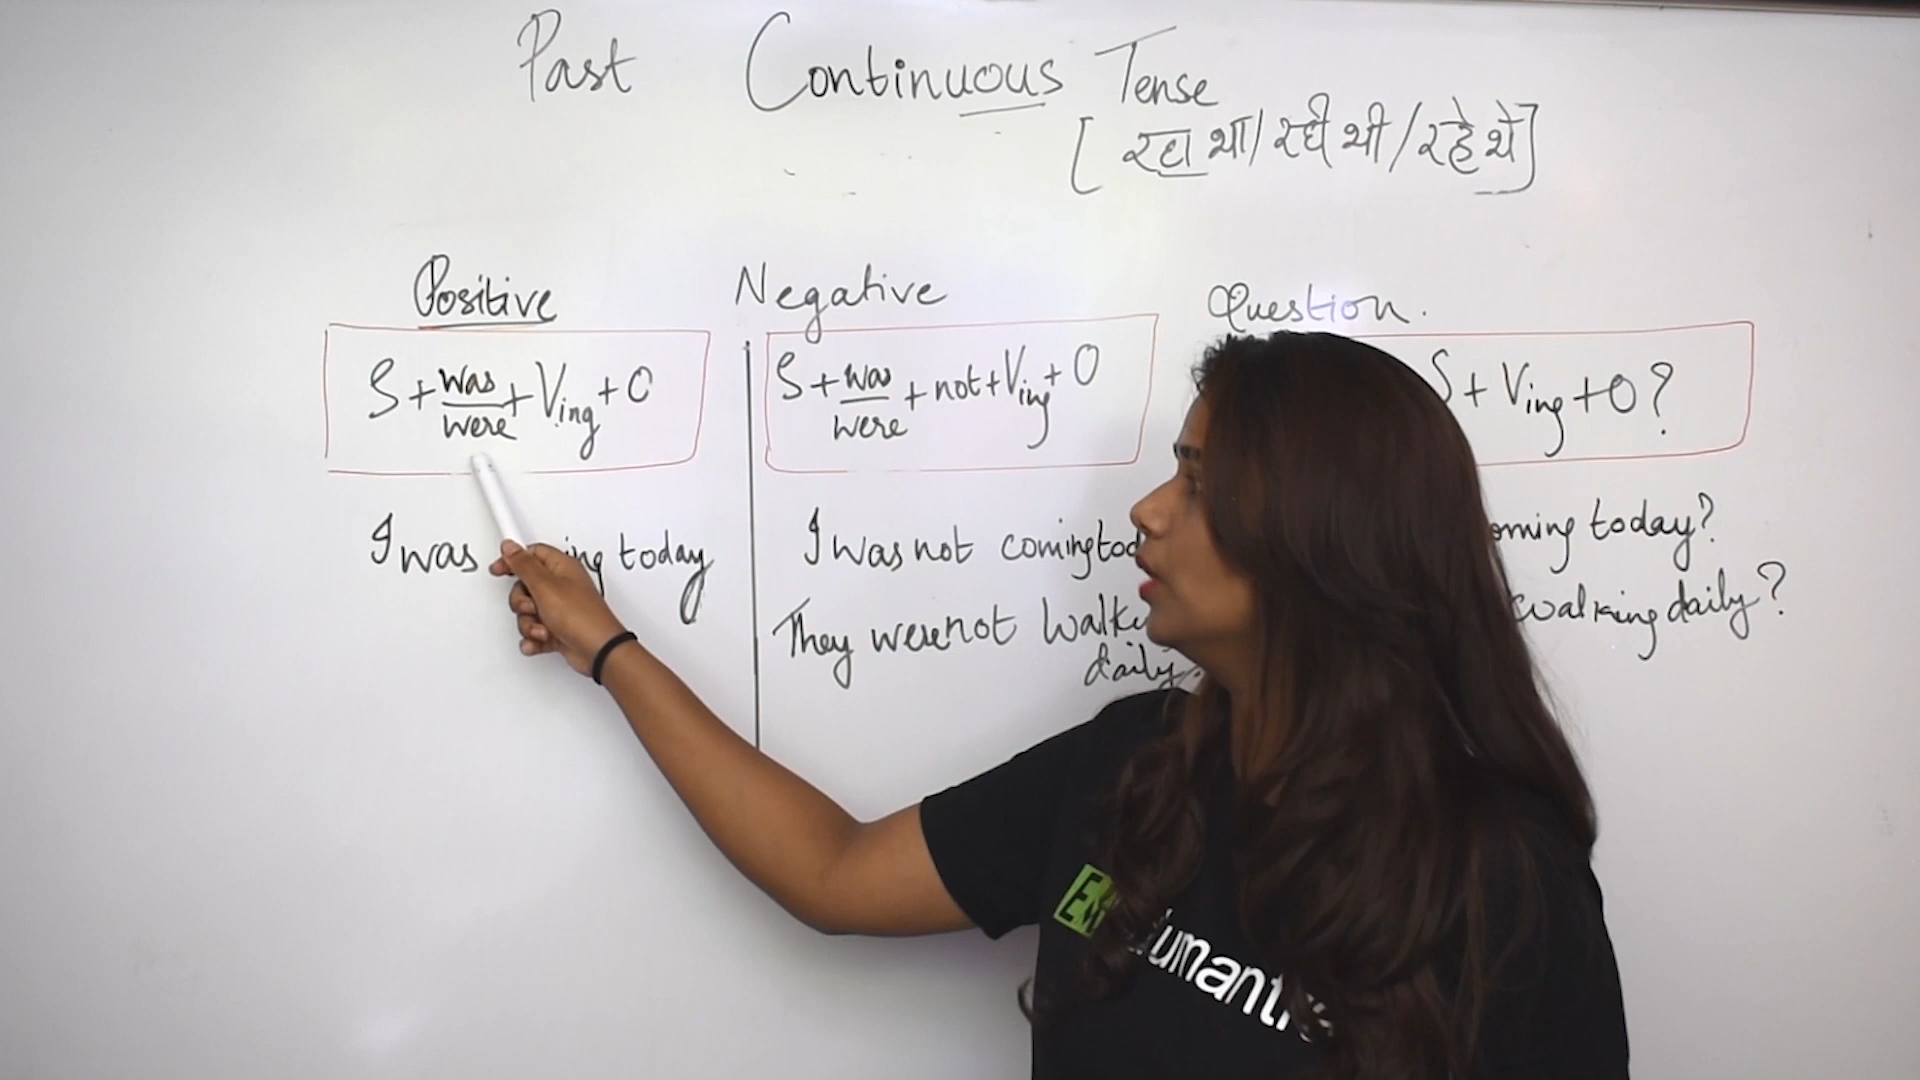 Past Continuous Tense
[रहा था/रही थी/रहे थे]
Positive
S+was/were+Ving+O
I was today
Negative
S+was/were+not+Ving+O
I was not coming
They were not
daily.
Question.
S+Ving+O?
today?
walking daily?